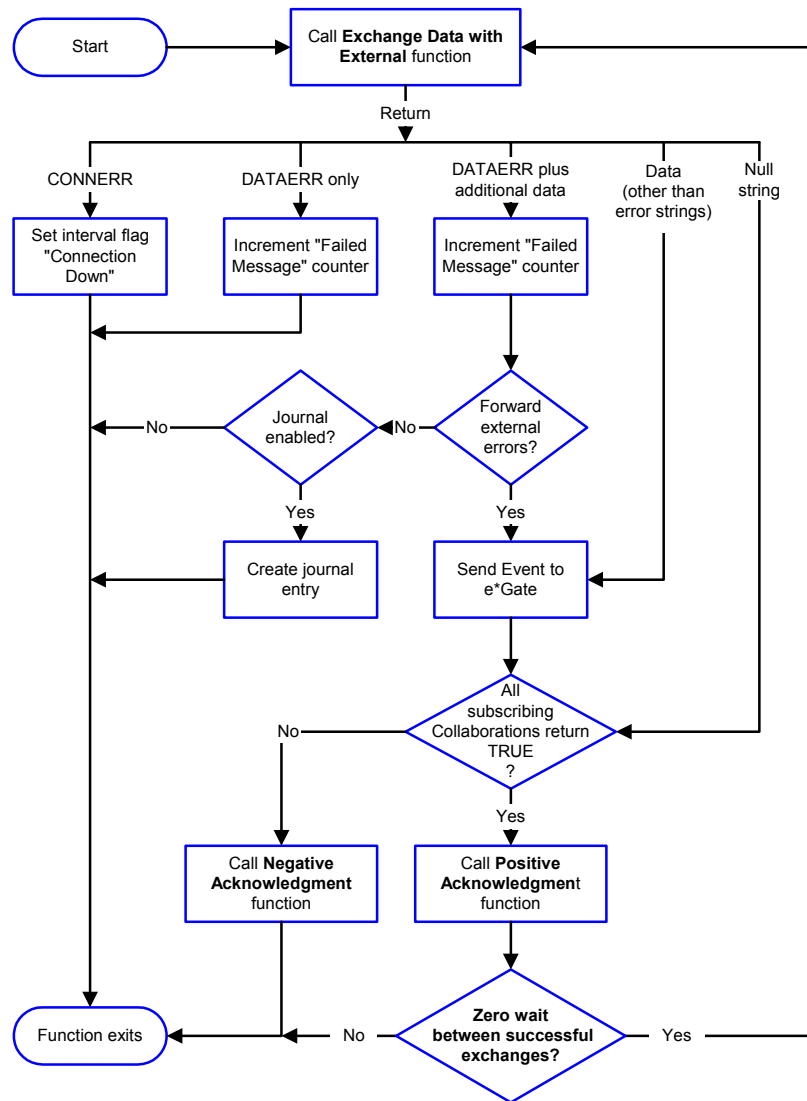 Start
Call Exchange Data with
External function
Return
CONNERR
DATAERR only
DATAERR plus
additional data
Data
(other than
error strings)
Null
string
Set interval flag
"Connection
Down"
Increment "Failed
Message" counter
Increment "Failed
Message" counter
No
Journal
enabled?
No
Forward
external
errors?
Yes
Yes
Create journal
entry
Send Event to
e*Gate
No
All
subscribing
Collaborations return
TRUE
?
Yes
Call Negative
Acknowledgment
function
Call Positive
Acknowledgment
function
Function exits
No
Zero wait
between successful
exchanges?
Yes